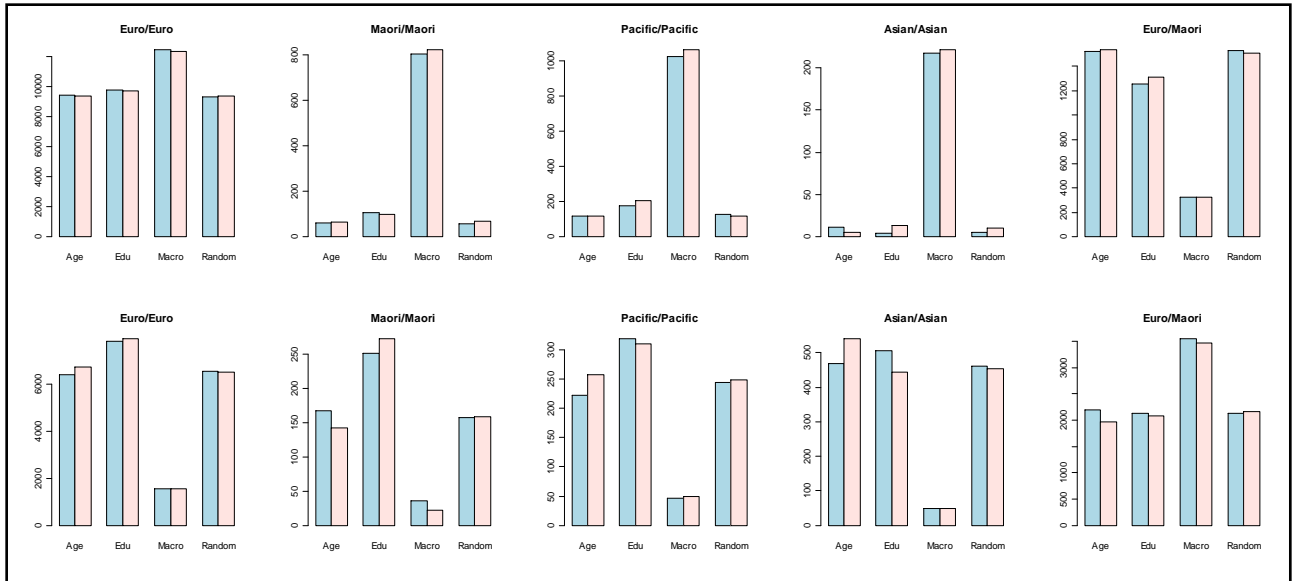 Euro/Euro
10000
8000
6000
4000
2000
0
Age Edu Macro Random
Maori/Maori
800
600
400
200
0
Age Edu Macro Random
Pacific/Pacific
1000
800
600
400
200
0
Age Edu Macro Random
Asian/Asian
200
150
100
50
0
Age Edu Macro Random
Euro/Maori
1200
800
600
400
200
0
Age Edu Macro Random
Euro/Euro
6000
4000
2000
0
Age Edu Macro Random
Maori/Maori
250
200
150
100
50
0
Age Edu Macro Random
Pacific/Pacific
300
250
200
150
100
50
0
Age Edu Macro Random
Asian/Asian
500
400
300
200
100
0
Age Edu Macro Random
Euro/Maori
3000
2000
1000
500
0
Age Edu Macro Random